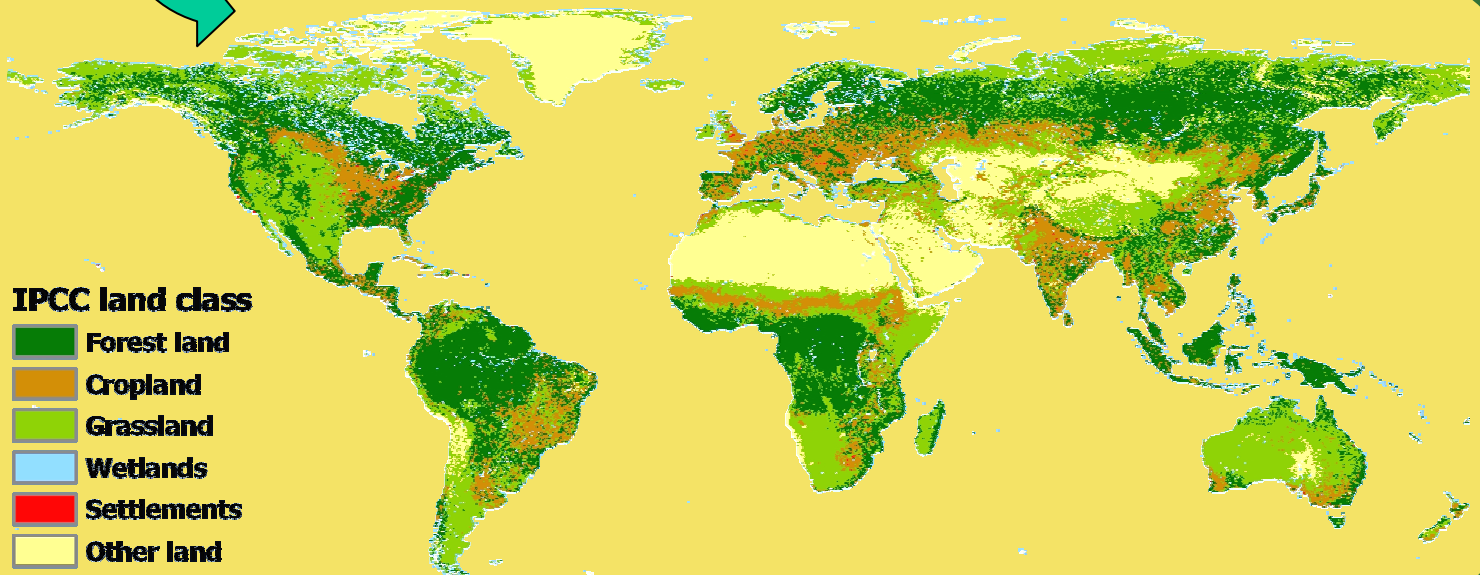 IPCC land class
Forest land
Cropland
Grassland
Wetlands
Settlements
Other land